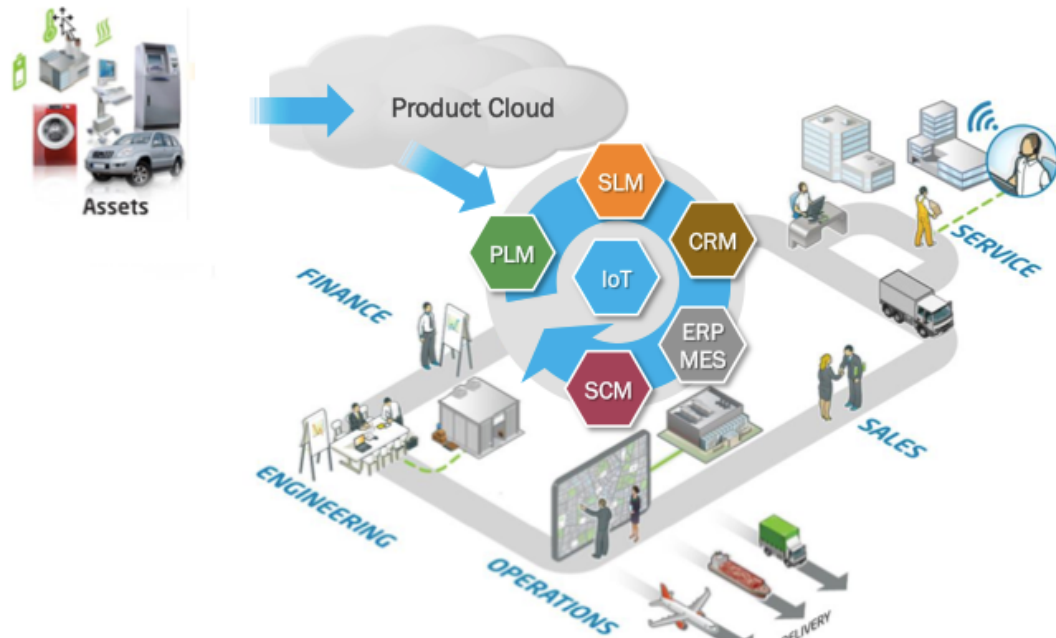 Assets
Product Cloud
SLM
PLM
CRM
IoT
ERP
MES
SCM
FINANCE
SERVICE
ENGINEERING
SALES
OPERATIONS
DELIVERY